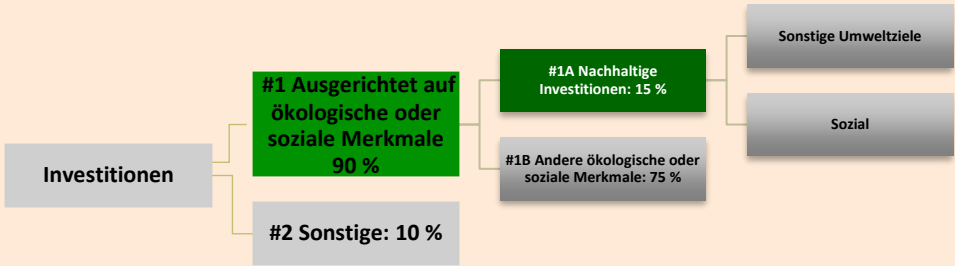 Investitionen
#1 Ausgerichtet auf
ökologische oder
soziale Merkmale
90 %
#2 Sonstige: 10 %
#1A Nachhaltige
Investitionen: 15 %
#1B Andere ökologische oder
soziale Merkmale: 75 %
Sonstige Umweltziele
Sozial